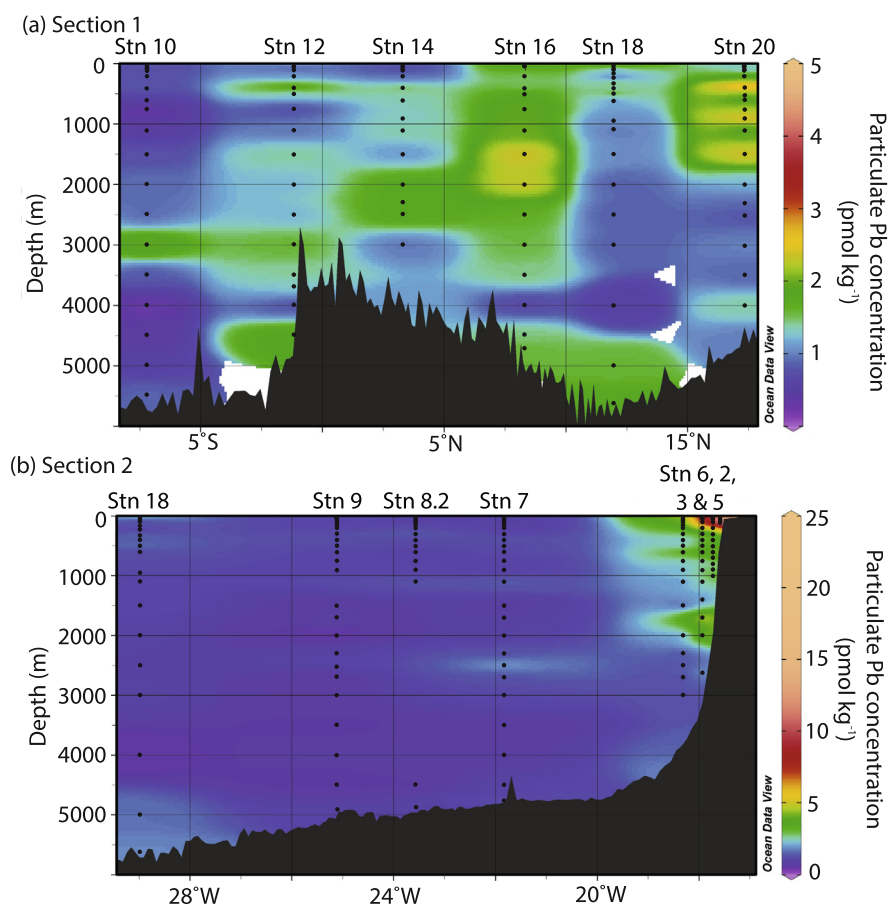 (a) Section 1
Stn 10 Stn 12 Stn 14 Stn 16 Stn 18 Stn 20
0
1000
2000
3000
4000
5000
Depth (m)
5˚S 5˚N 15˚N
Ocean Data View
5
4
3
2
1
Particulate Pb concentration
(pmol kg⁻¹)
(b) Section 2
Stn 6, 2,
Stn 18 Stn 9 Stn 8.2 Stn 7 3 & 5
0
1000
2000
3000
4000
5000
Depth (m)
28˚W 24˚W 20˚W
Ocean Data View
25
20
15
10
5
0
Particulate Pb concentration
(pmol kg⁻¹)